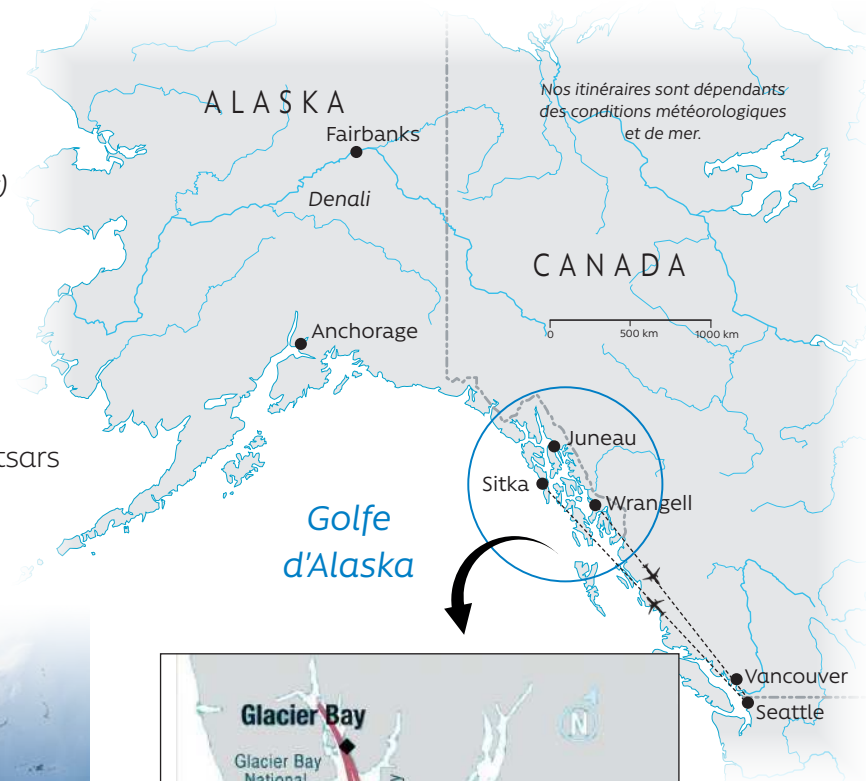 ALASKA
Nos itinéraires sont dépendants
des conditions météorologiques
et de mer.
Fairbanks
)
Denali
CANADA
0 500 km 1000 km
Anchorage
Juneau
tsars
Sitka
Wrangell
Golfe
d'Alaska
Vancouver
Seattle
Glacier Bay
N
Glacier Bay
National